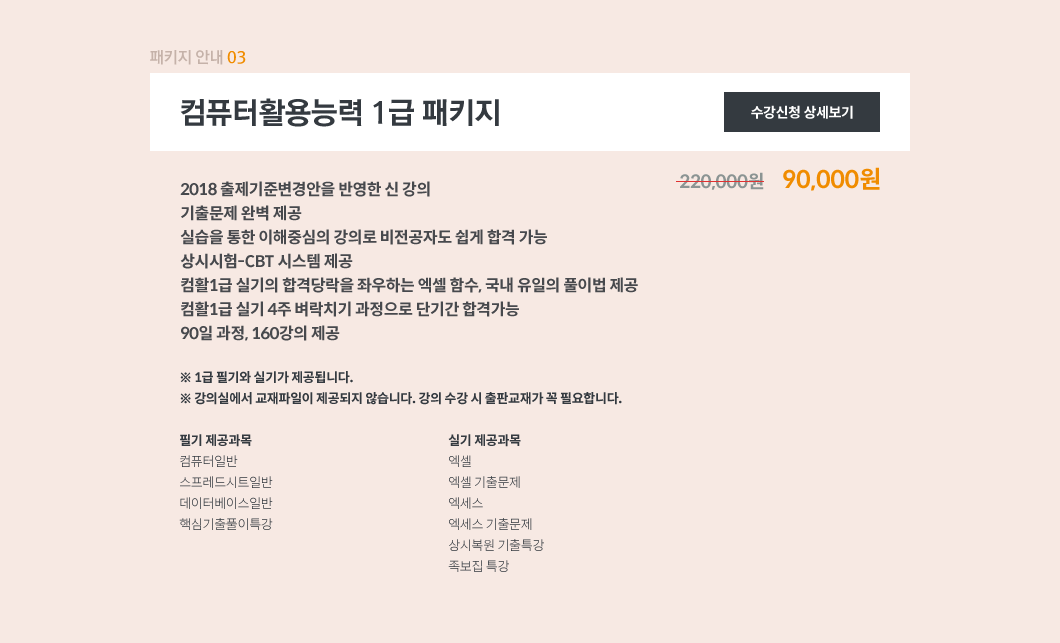 패키지 안내 03
컴퓨터활용능력 1급 패키지
수강신청 상세보기
220,000원 90,000원
2018 출제기준변경안을 반영한 신 강의
기출문제 완벽 제공
실습을 통한 이해중심의 강의로 비전공자도 쉽게 합격 가능
상시시험-CBT 시스템 제공
컴활1급 실기의 합격당락을 좌우하는 엑셀 함수, 국내 유일의 풀이법 제공
컴활1급 실기 4주 벼락치기 과정으로 단기간 합격가능
90일 과정, 160강의 제공
※ 1급 필기와 실기가 제공됩니다.
※ 강의실에서 교재파일이 제공되지 않습니다. 강의 수강 시 출판교재가 꼭 필요합니다.
필기 제공과목
컴퓨터일반
스프레드시트일반
데이터베이스일반
핵심기출풀이특강
실기 제공과목
엑셀
엑셀 기출문제
엑세스
엑세스 기출문제
상시복원 기출특강
족보집 특강